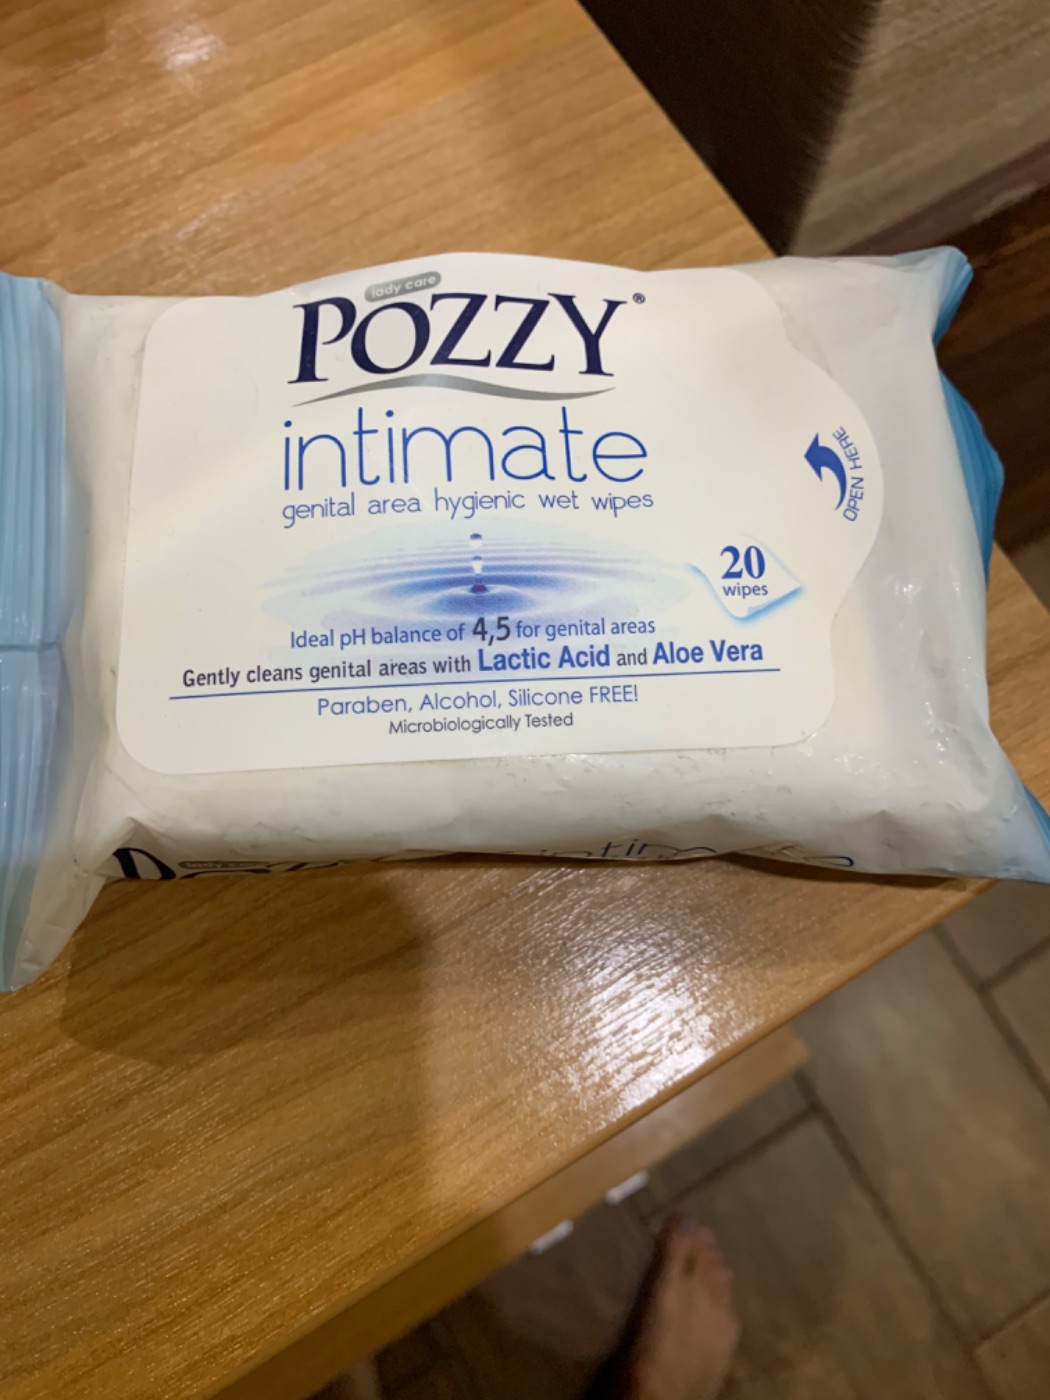 lady care
POZZY®
intimate
genital area hygienic wet wipes
OPEN HERE
20
wipes
Ideal pH balance of 4,5 for genital areas
Gently cleans genital areas with Lactic Acid and Aloe Vera
Paraben, Alcohol, Silicone FREE!
Microbiologically Tested
intimate